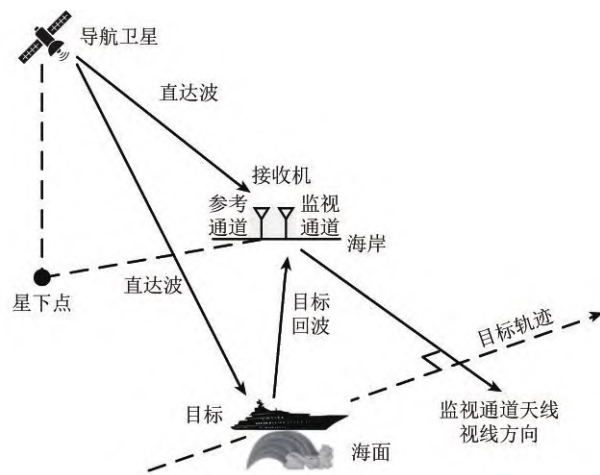 导航卫星
直达波
接收机
参考
通道
监视
通道
海岸
星下点
直达波
目标
回波
目标轨迹
目标
海面
监视通道天线
视线方向